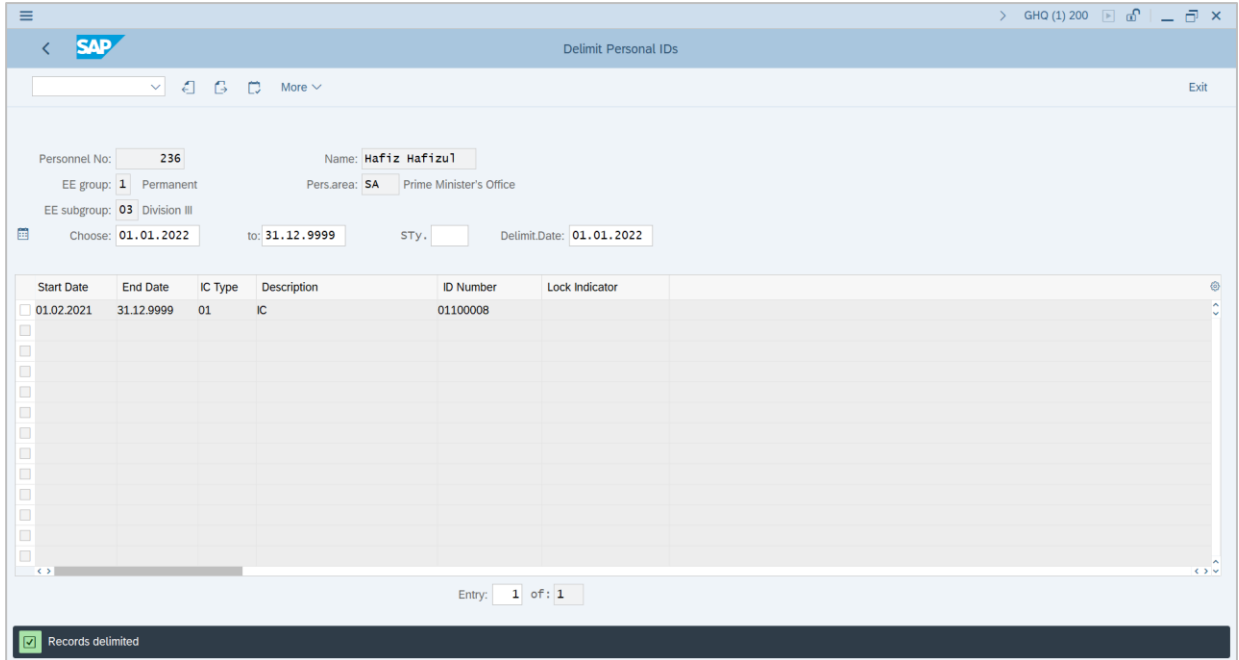 GHQ (1) 200
SAP
Delimit Personal IDs
More
Exit
Personnel No: 236 Name: Hafiz Hafizul
EE group: 1 Permanent Pers.area: SA Prime Minister's Office
EE subgroup: 03 Division III
Choose: 01.01.2022 to: 31.12.9999 STy. Delimit.Date: 01.01.2022
Start Date End Date IC Type Description ID Number Lock Indicator
01.02.2021 31.12.9999 01 IC 01100008
Entry: 1 of: 1
Records delimited